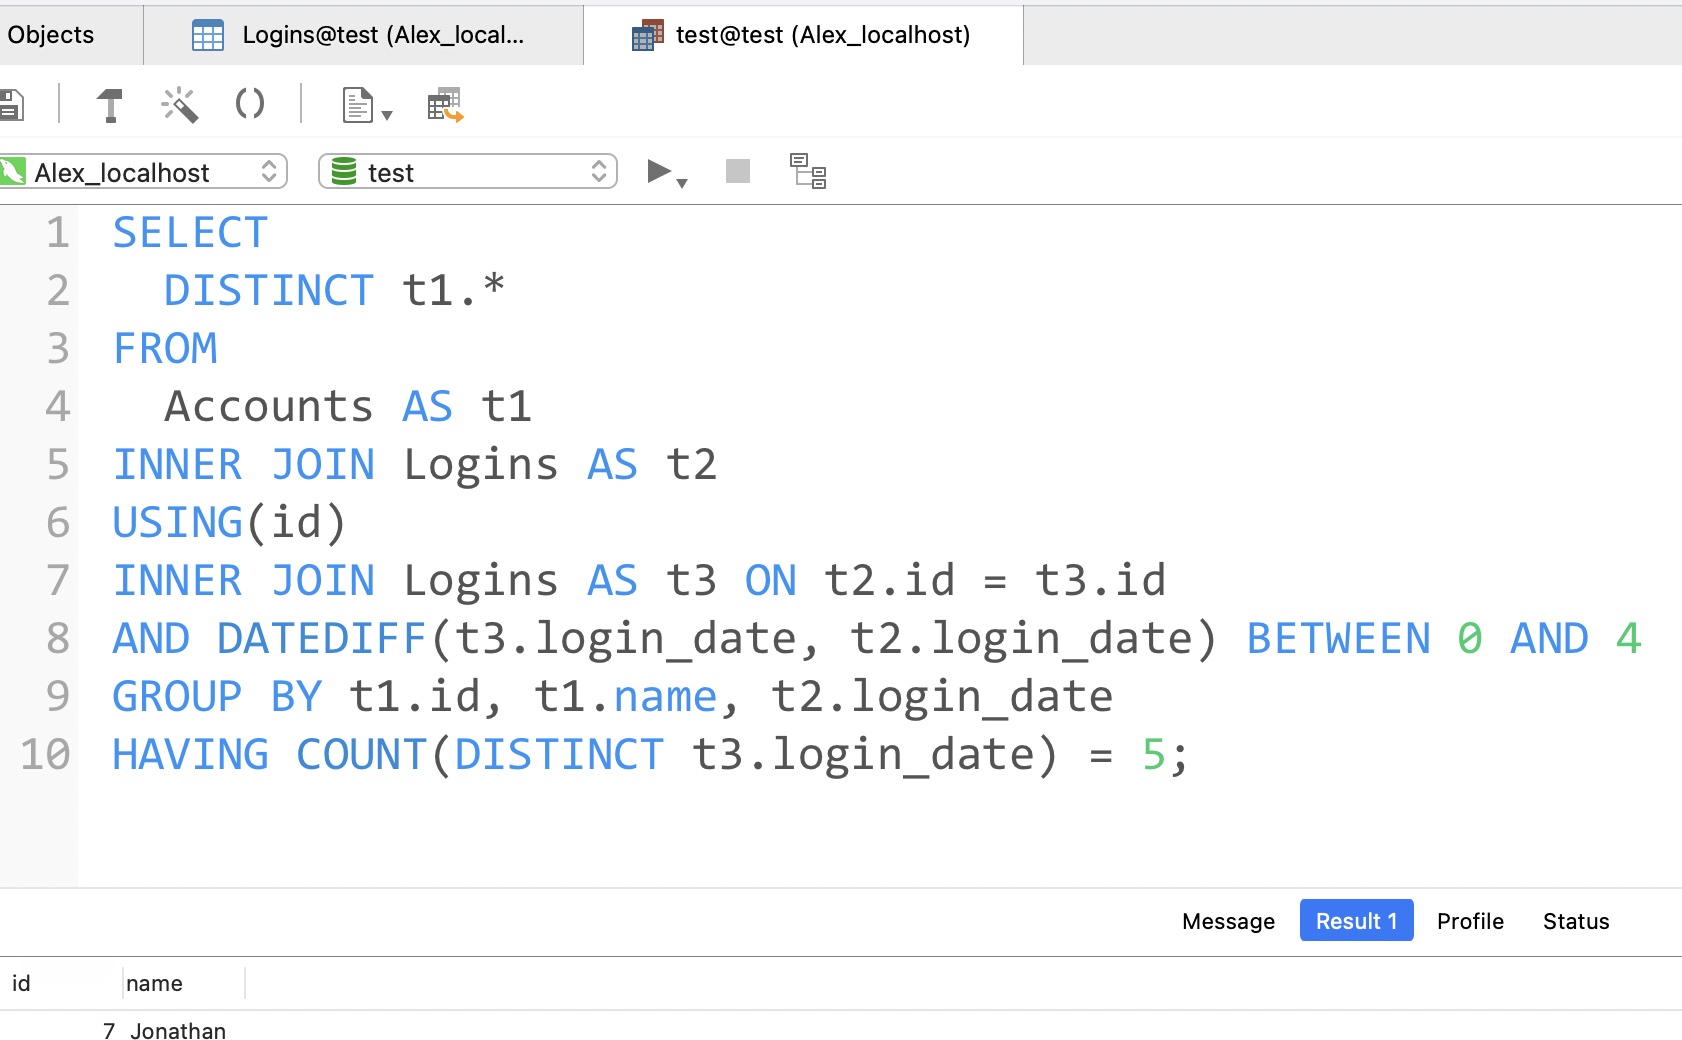 Objects
Logins@test (Alex_local...
test@test (Alex_localhost)
Alex_localhost
test
1 SELECT
2 DISTINCT t1.*
3 FROM
4 Accounts AS t1
5 INNER JOIN Logins AS t2
6 USING(id)
7 INNER JOIN Logins AS t3 ON t2.id = t3.id
8 AND DATEDIFF(t3.login_date, t2.login_date) BETWEEN 0 AND 4
9 GROUP BY t1.id, t1.name, t2.login_date
10 HAVING COUNT(DISTINCT t3.login_date) = 5;
Message Result 1 Profile Status
id name
7 Jonathan